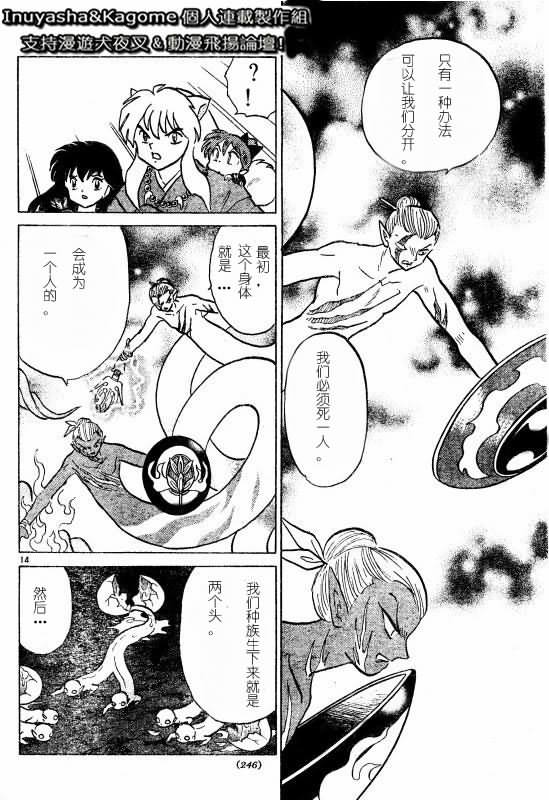 Inuyasha&Kagome 個人連載製作組
支持漫遊犬夜叉 & 動漫飛揚論壇!
只有一种办法
可以让我们分开。
我们必须死一人。
?!
最初，
这个身体
就是…
会成为
一个人的。
14
我们种族生下来就是
两个头。
然后…
(246)